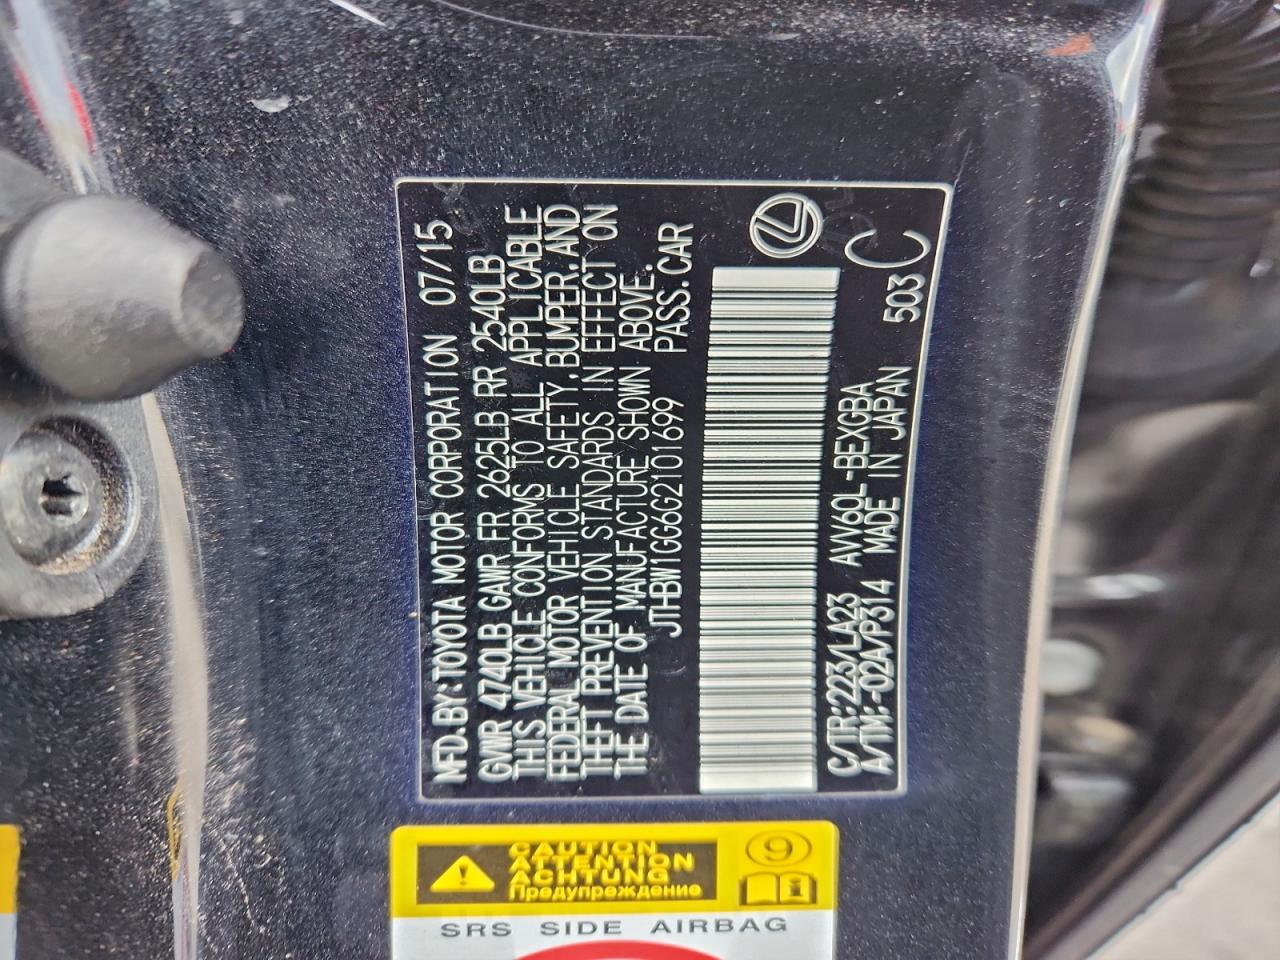 MFD.BY:TOYOTA MOTOR CORPORATION 07/15
GVWR 4740LB GAWR FR 2625LB RR 2540LB
THIS VEHICLE CONFORMS TO ALL APPLICABLE
FEDERAL MOTOR VEHICLE SAFETY,BUMPER,AND
THEFT PREVENTION STANDARDS IN EFFECT ON
THE DATE OF MANUFACTURE SHOWN ABOVE.
JTHBW1GG6G2101699 PASS.CAR
C/TR:223/LA23 AVV60L-BEXGBA
A/TM:-02A/P314 MADE IN JAPAN 503 C
CAUTION
ATTENTION
ACHTUNG
Предупреждение
9
i
SRS SIDE AIRBAG